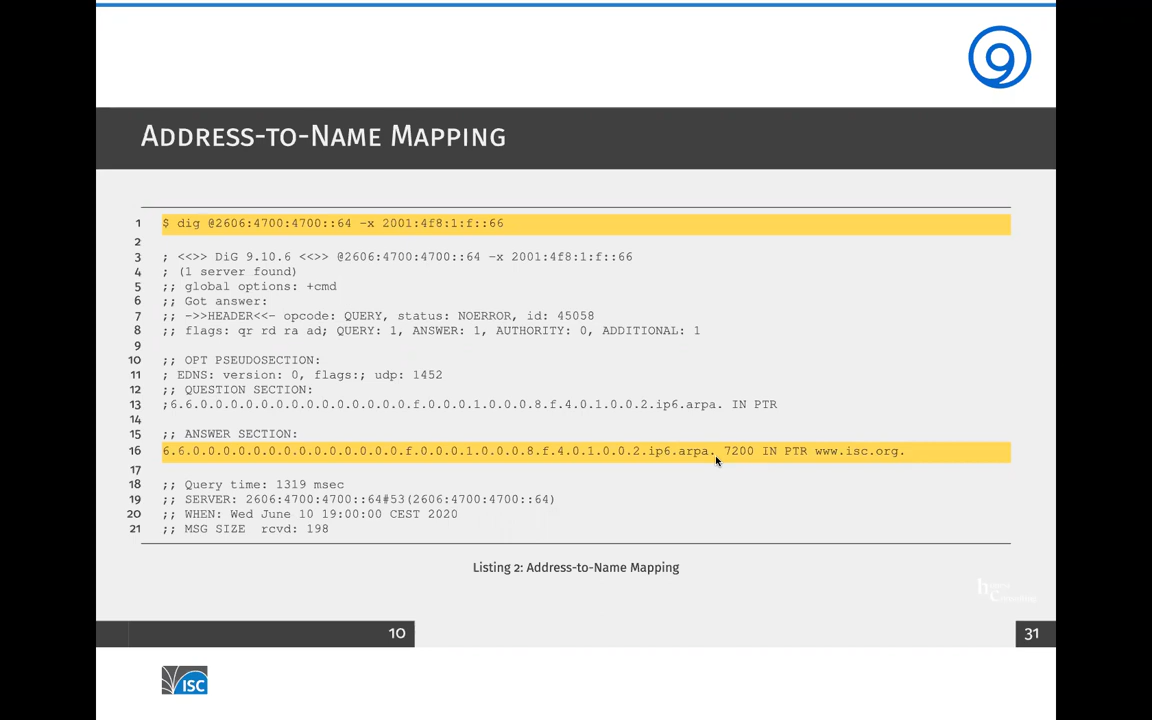 9
Address-to-Name Mapping
1 $ dig @2606:4700:4700::64 -x 2001:4f8:1:f::66
2
3 ; <<>> DiG 9.10.6 <<>> @2606:4700:4700::64 -x 2001:4f8:1:f::66
4 ; (1 server found)
5 ;; global options: +cmd
6 ;; Got answer:
7 ;; ->>HEADER<<- opcode: QUERY, status: NOERROR, id: 45058
8 ;; flags: qr rd ra ad; QUERY: 1, ANSWER: 1, AUTHORITY: 0, ADDITIONAL: 1
9
10 ;; OPT PSEUDOSECTION:
11 ; EDNS: version: 0, flags:; udp: 1452
12 ;; QUESTION SECTION:
13 ;6.6.0.0.0.0.0.0.0.0.0.0.0.0.0.0.f.0.0.0.1.0.0.0.8.f.4.0.1.0.0.2.ip6.arpa. IN PTR
14
15 ;; ANSWER SECTION:
16 6.6.0.0.0.0.0.0.0.0.0.0.0.0.0.0.f.0.0.0.1.0.0.0.8.f.4.0.1.0.0.2.ip6.arpa. 7200 IN PTR www.isc.org.
17
18 ;; Query time: 1319 msec
19 ;; SERVER: 2606:4700:4700::64#53(2606:4700:4700::64)
20 ;; WHEN: Wed June 10 19:00:00 CEST 2020
21 ;; MSG SIZE rcvd: 198
Listing 2: Address-to-Name Mapping
10
31
ISC